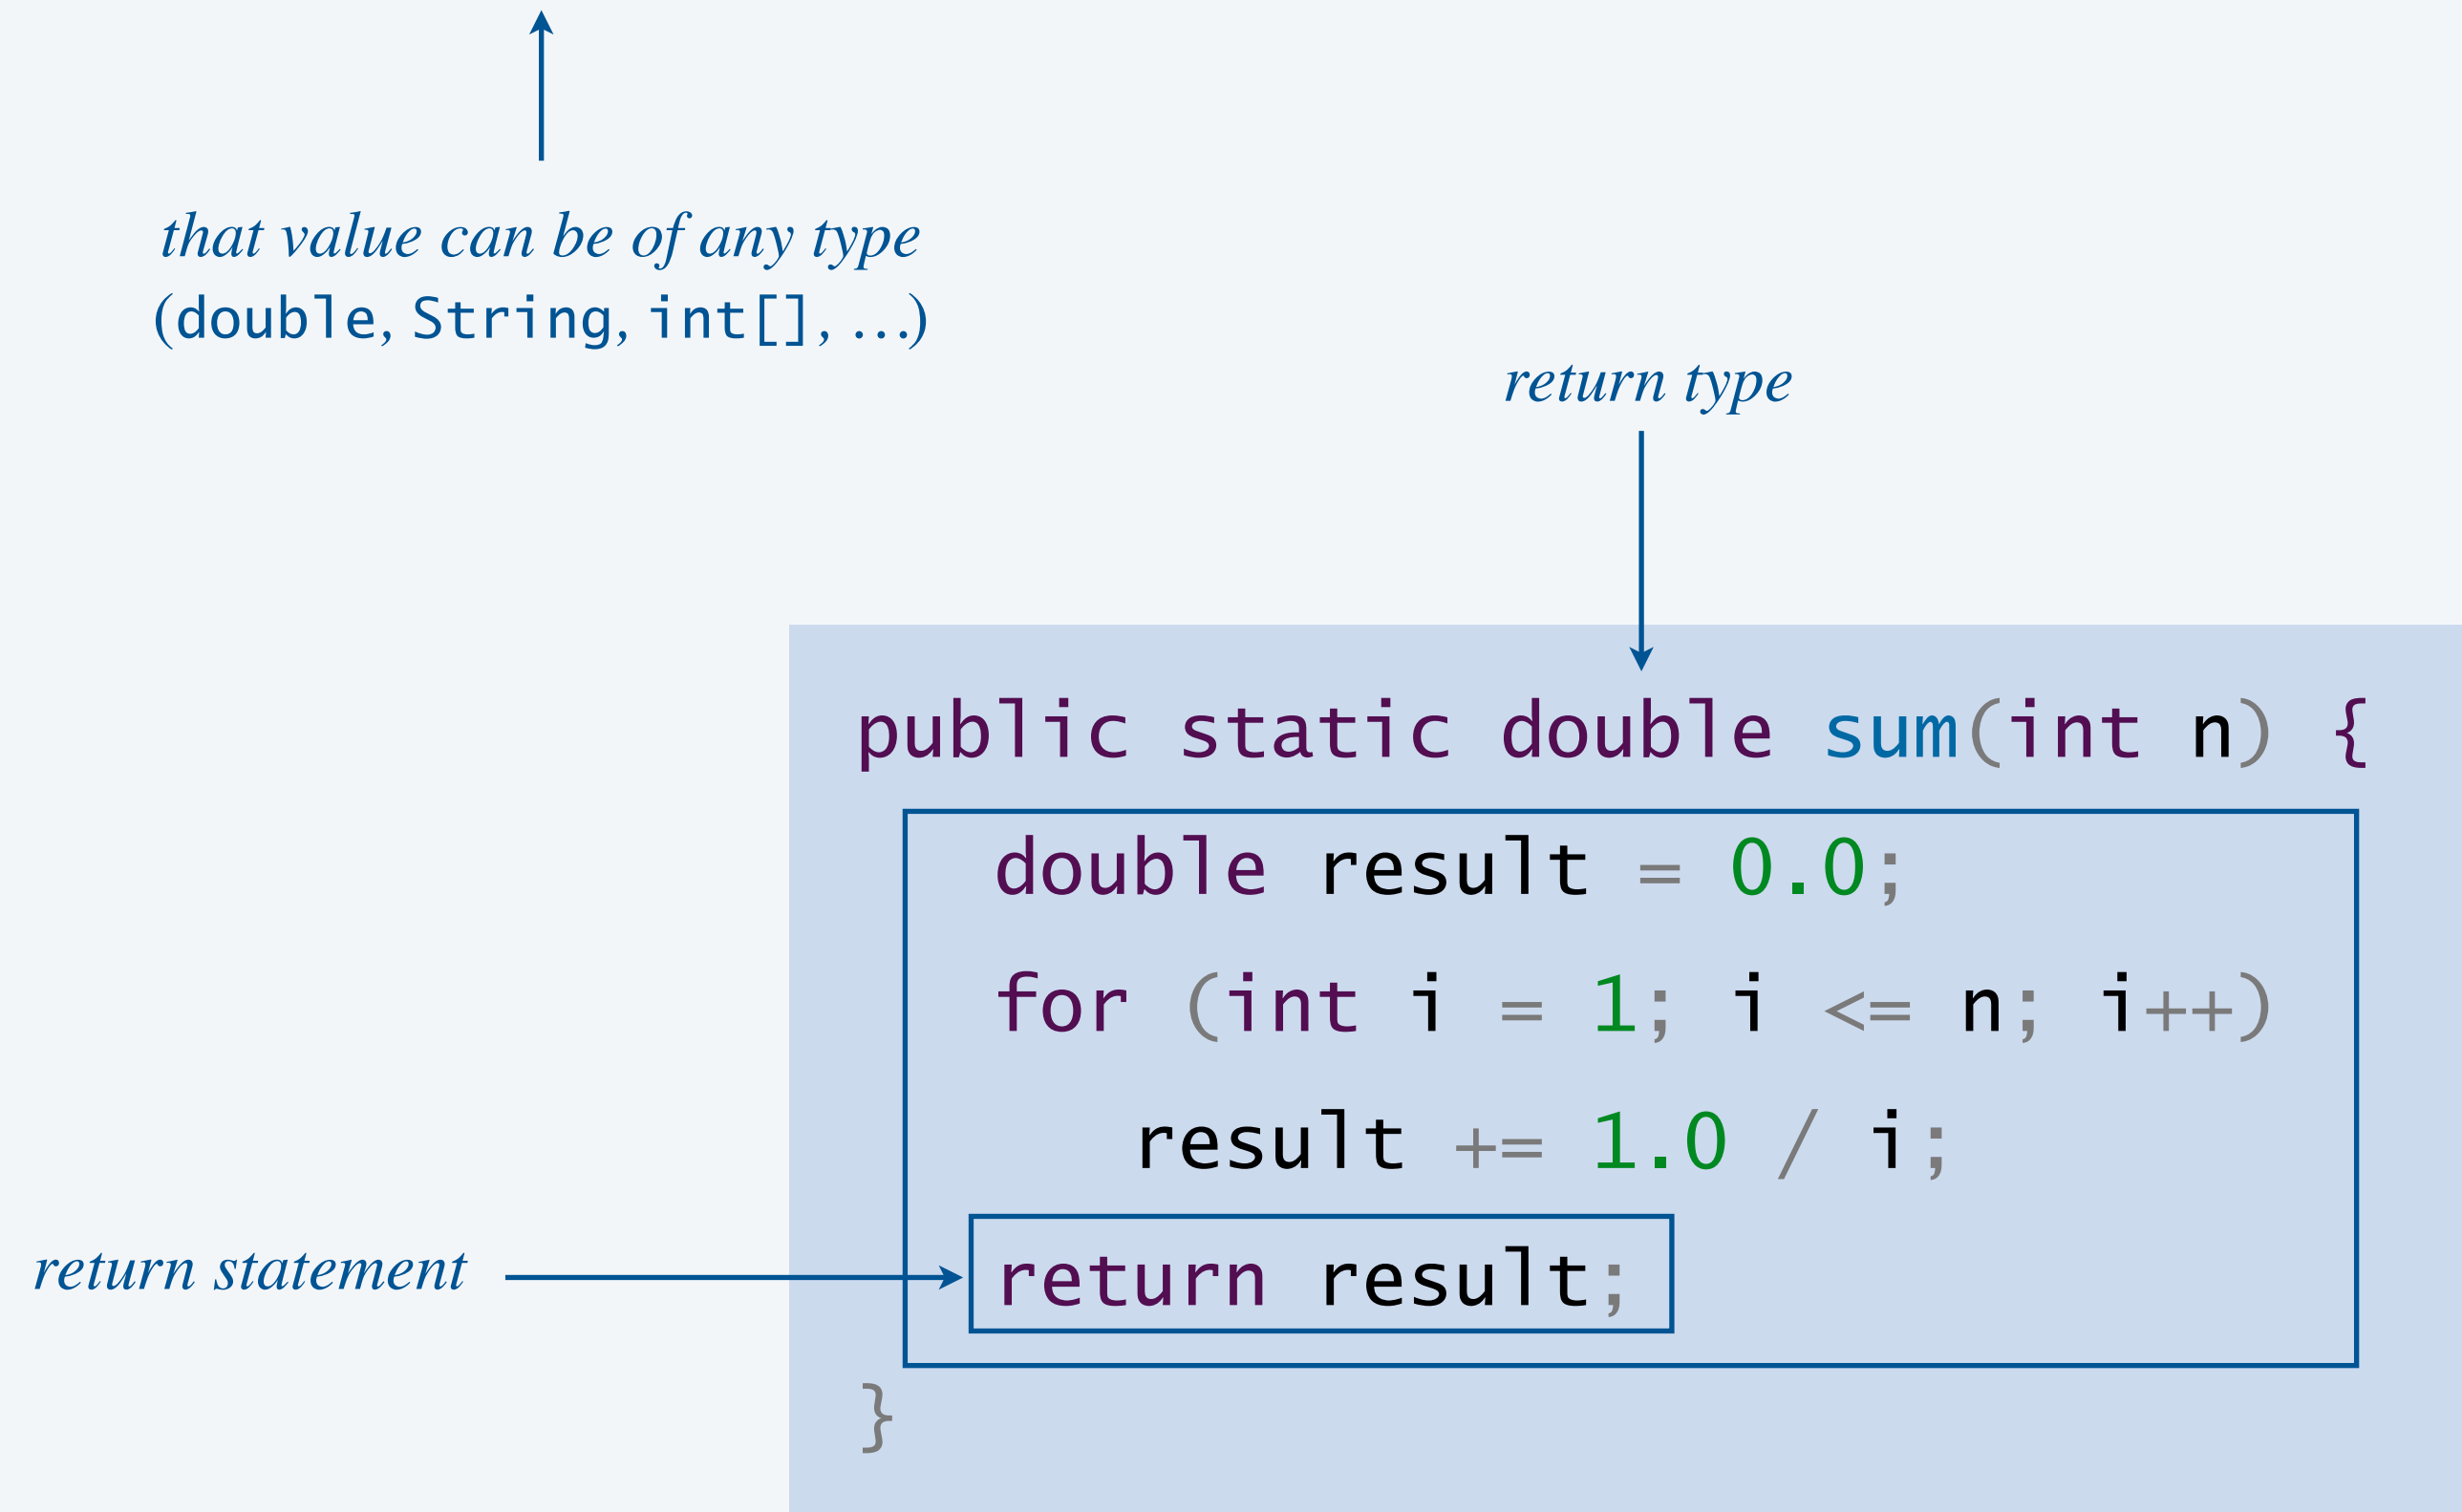 that value can be of any type
(double, String, int[], ...)
return type
public static double sum(int n) {
double result = 0.0;
for (int i = 1; i <= n; i++)
result += 1.0 / i;
return statement
return result;
}